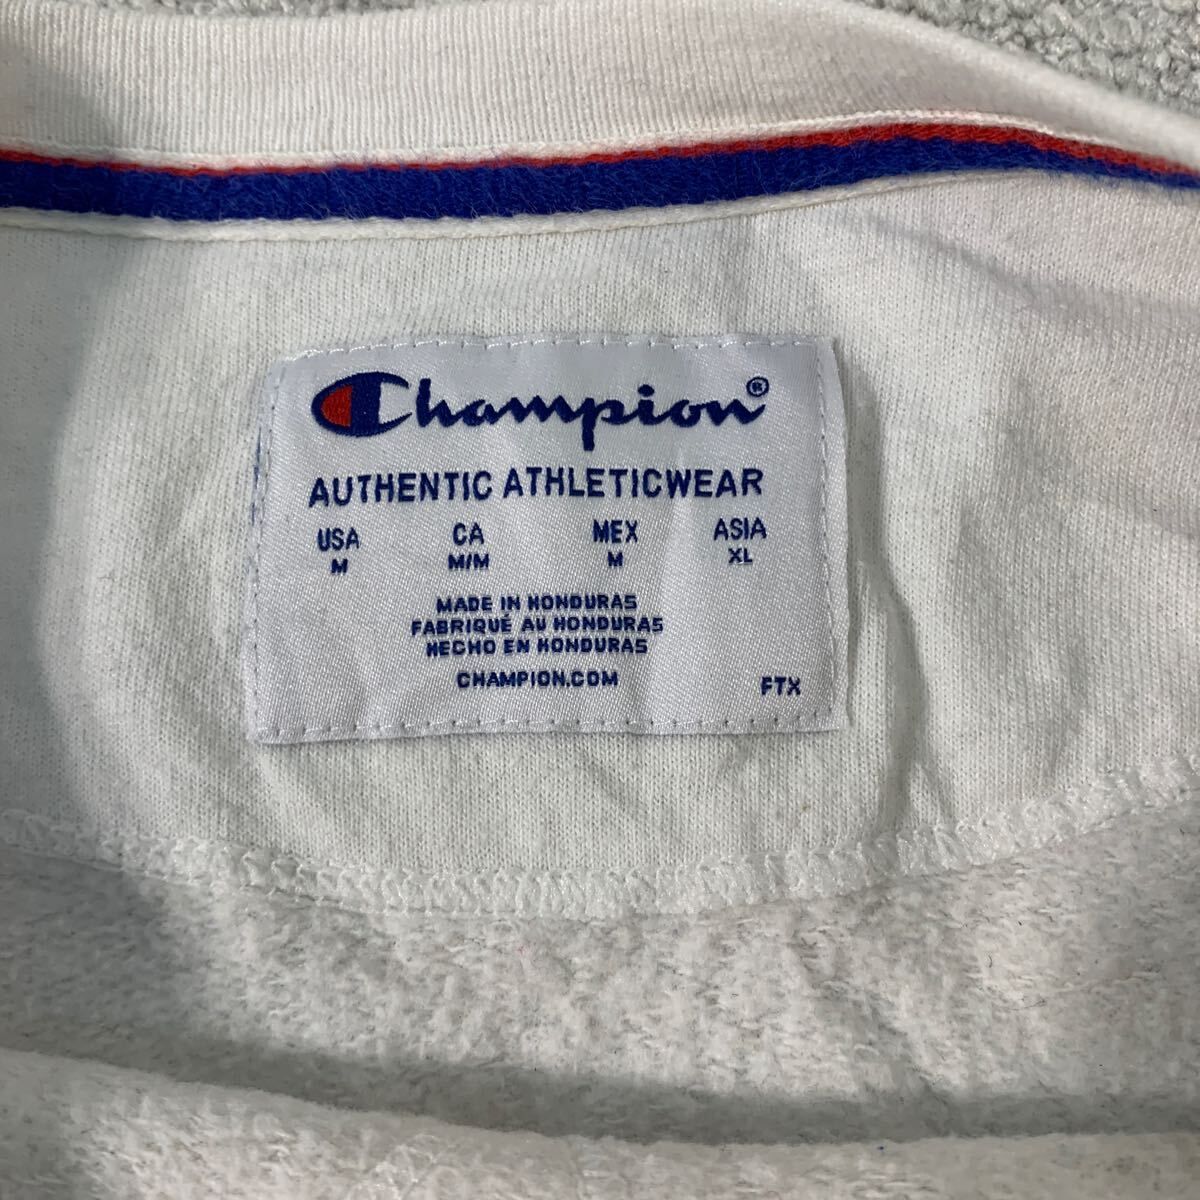 Champion®
AUTHENTIC ATHLETICWEAR
USA CA MEX ASIA
M M/M M XL
MADE IN HONDURAS
FABRIQUÉ AU HONDURAS
HECHO EN HONDURAS
CHAMPION.COM
FTX